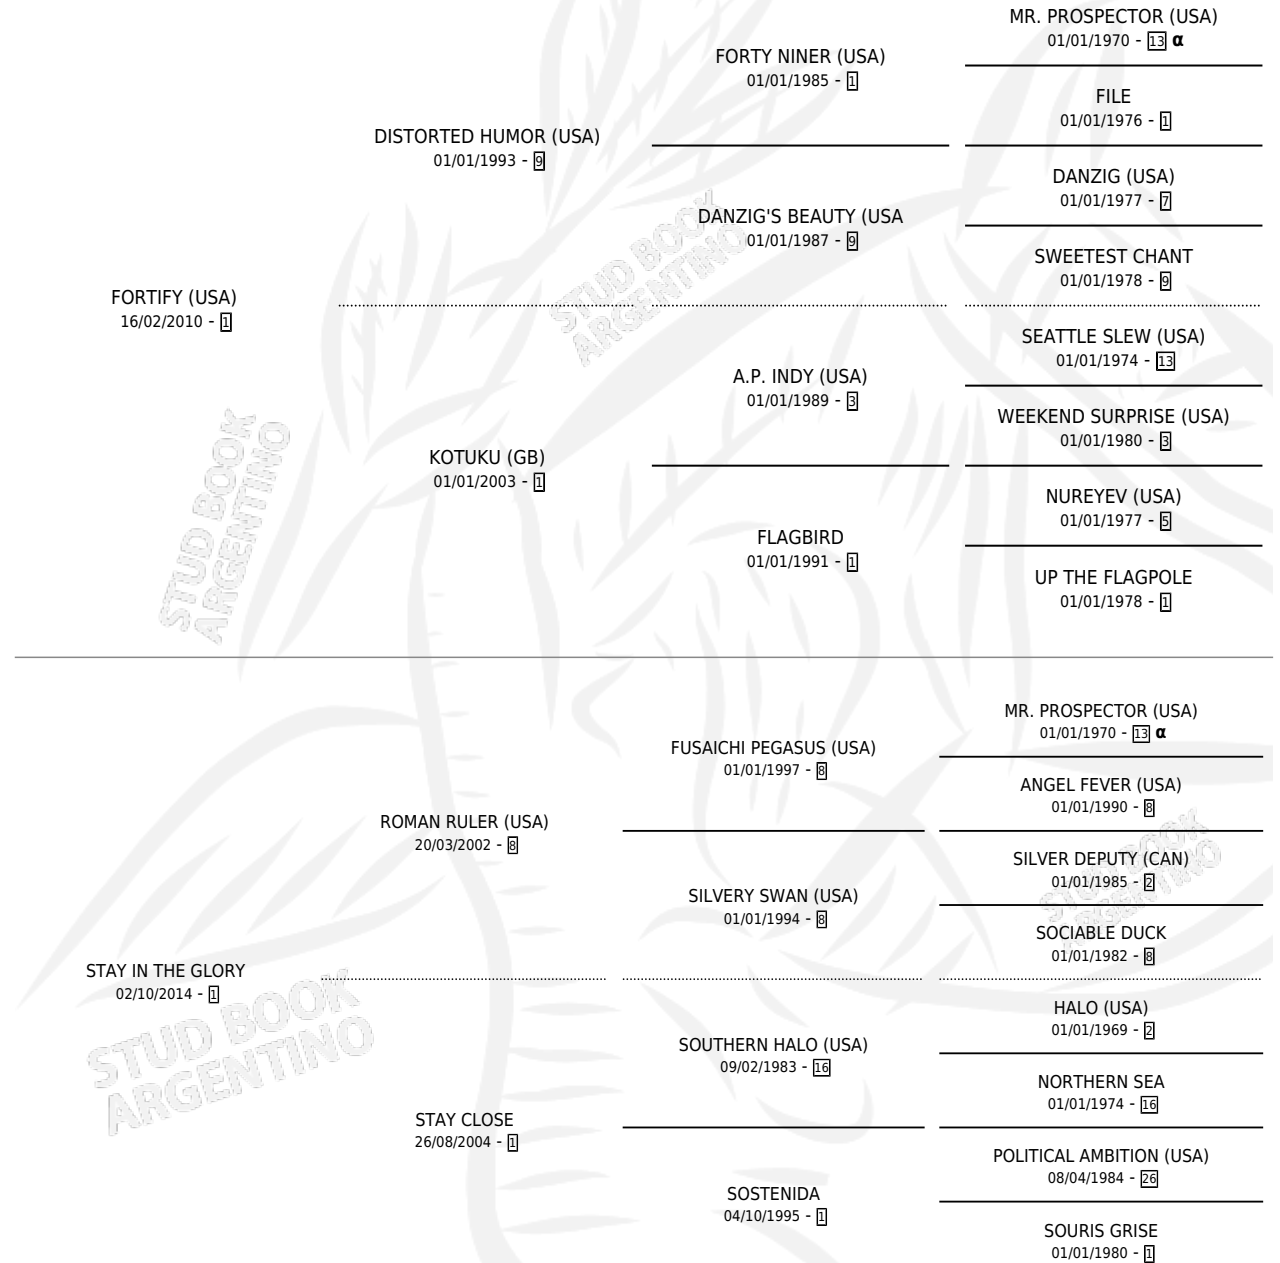 MR. PROSPECTOR (USA)
01/01/1970 - 13 α
FORTY NINER (USA)
01/01/1985 - 1
FILE
01/01/1976 - 1
DISTORTED HUMOR (USA)
01/01/1993 - 9
DANZIG (USA)
01/01/1977 - 7
DANZIG'S BEAUTY (USA
01/01/1987 - 9
SWEETEST CHANT
01/01/1978 - 9
FORTIFY (USA)
16/02/2010 - 1
SEATTLE SLEW (USA)
01/01/1974 - 13
A.P. INDY (USA)
01/01/1989 - 3
WEEKEND SURPRISE (USA)
01/01/1980 - 3
KOTUKU (GB)
01/01/2003 - 1
NUREYEV (USA)
01/01/1977 - 5
FLAGBIRD
01/01/1991 - 1
UP THE FLAGPOLE
01/01/1978 - 1
STUD BOOK
ARGENTINO
STUD BOOK
ARGENTINO
MR. PROSPECTOR (USA)
01/01/1970 - 13 α
FUSAICHI PEGASUS (USA)
01/01/1997 - 8
ANGEL FEVER (USA)
01/01/1990 - 8
ROMAN RULER (USA)
20/03/2002 - 8
SILVER DEPUTY (CAN)
01/01/1985 - 2
SILVERY SWAN (USA)
01/01/1994 - 8
SOCIABLE DUCK
01/01/1982 - 8
STAY IN THE GLORY
02/10/2014 - 1
HALO (USA)
01/01/1969 - 2
SOUTHERN HALO (USA)
09/02/1983 - 16
NORTHERN SEA
01/01/1974 - 16
STAY CLOSE
26/08/2004 - 1
POLITICAL AMBITION (USA)
08/04/1984 - 26
SOSTENIDA
04/10/1995 - 1
SOURIS GRISE
01/01/1980 - 1
STUD BOOK
ARGENTINO
STUD BOOK
ARGENTINO